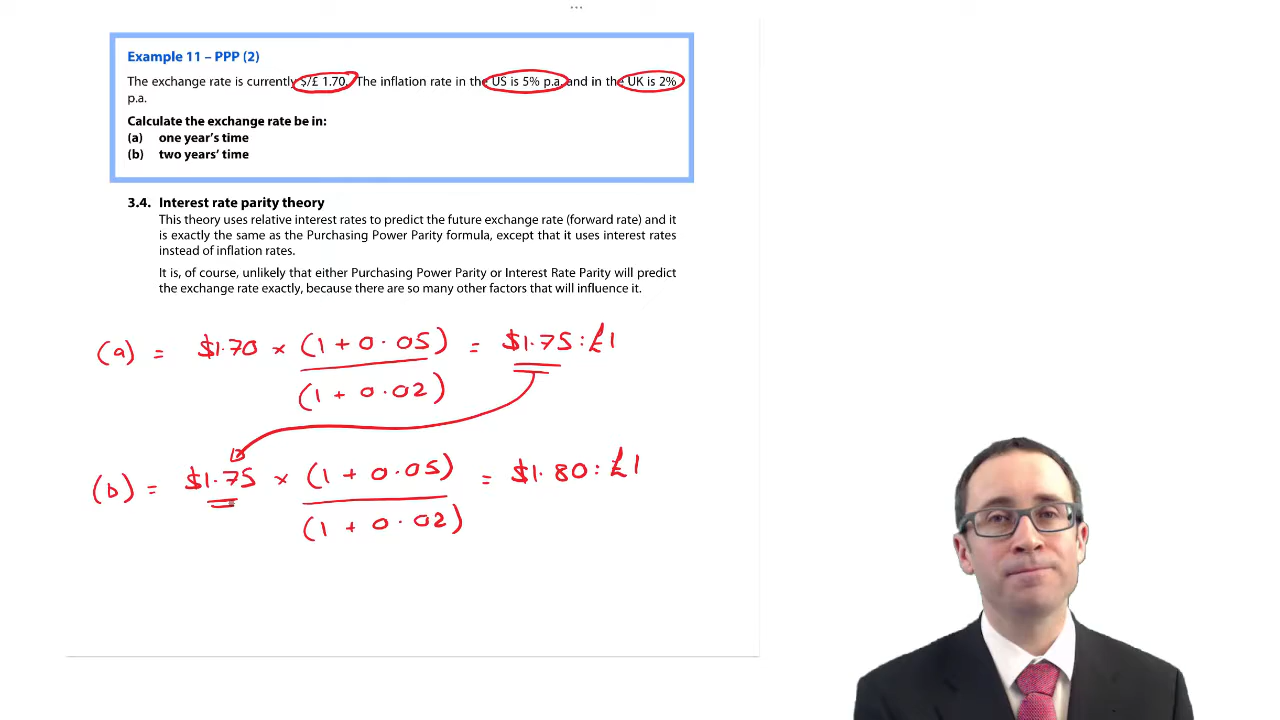 Example 11 – PPP (2)
The exchange rate is currently $/£ 1.70. The inflation rate in the US is 5% p.a. and in the UK is 2%
p.a.
Calculate the exchange rate be in:
(a) one year's time
(b) two years' time
3.4. Interest rate parity theory
This theory uses relative interest rates to predict the future exchange rate (forward rate) and it
is exactly the same as the Purchasing Power Parity formula, except that it uses interest rates
instead of inflation rates.
It is, of course, unlikely that either Purchasing Power Parity or Interest Rate Parity will predict
the exchange rate exactly, because there are so many other factors that will influence it.
(a) = $1.70 × (1 + 0.05) = $1.75 : £1
(1 + 0.02)
(b) = $1.75 × (1 + 0.05) = $1.80 : £1
(1 + 0.02)